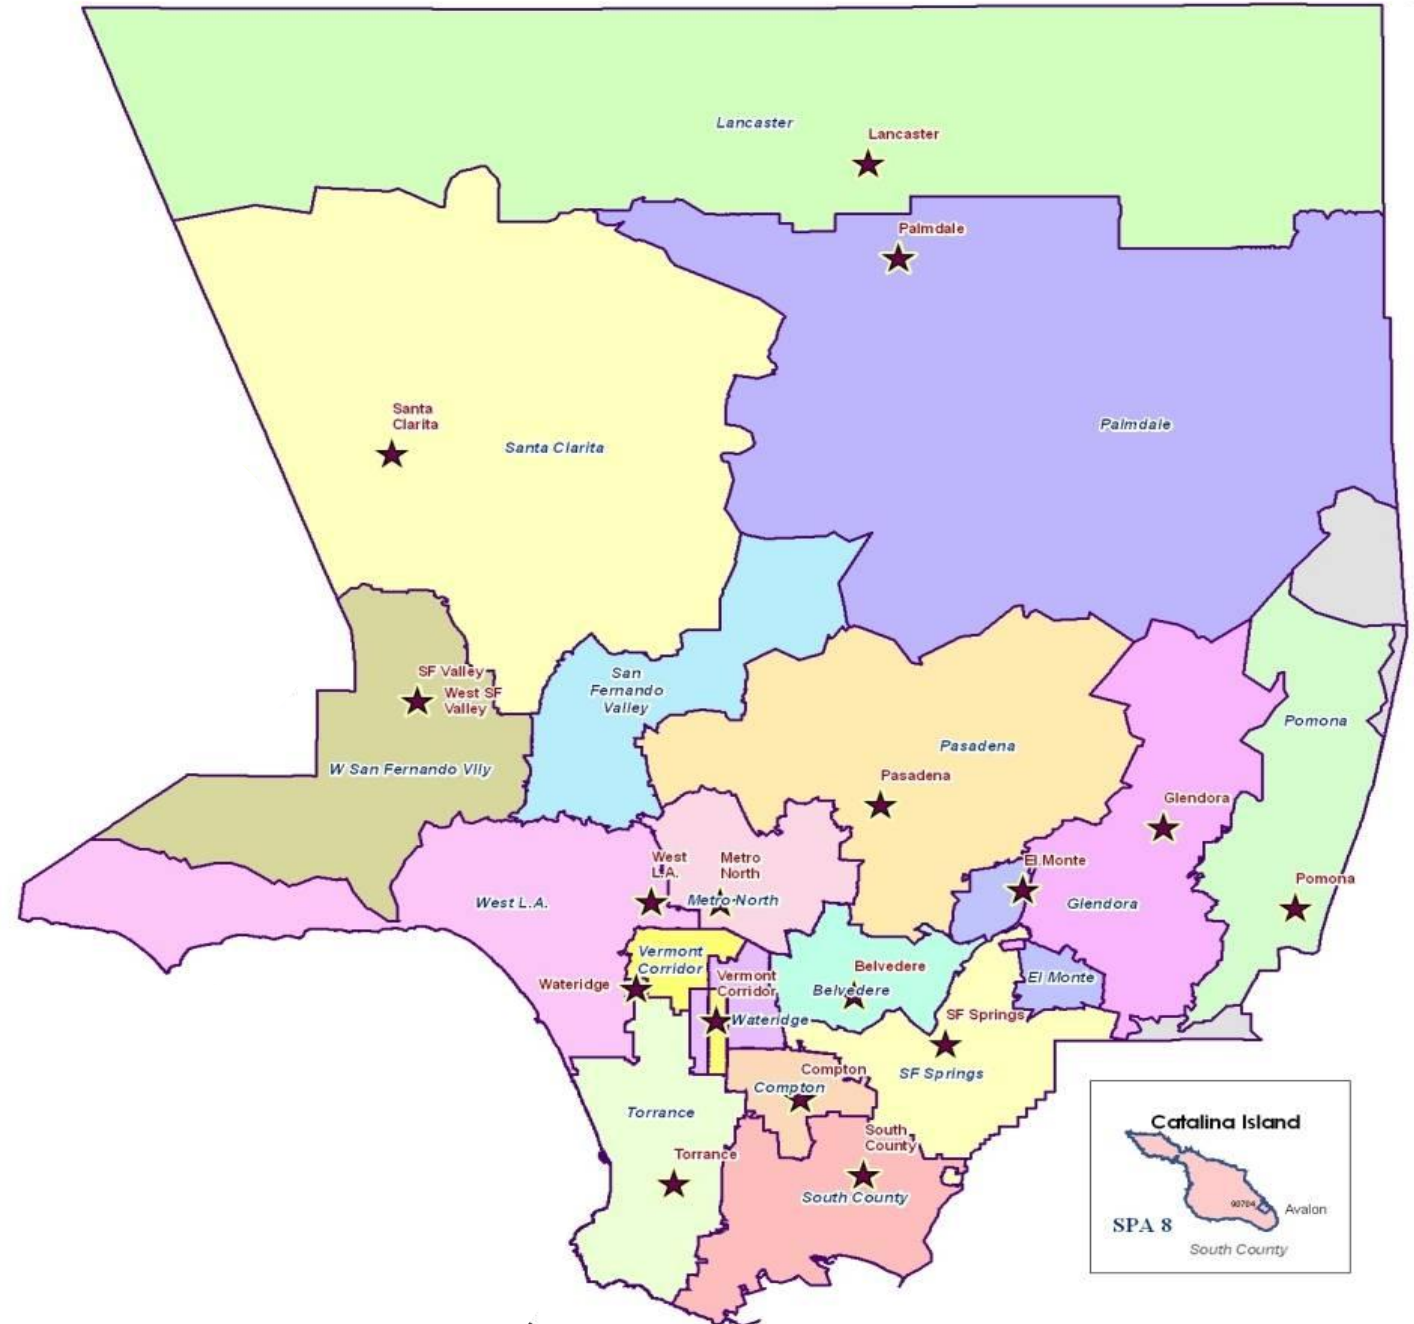 Lancaster
Lancaster
Palmdale
Santa
Clarita
Santa Clarita
Palmdale
SF Valley
West SF
Valley
San
Fernando
Valley
Pomona
Pasadena
W San Fernando Vlly
Pasadena
Glendora
West
L.A.
Metro
North
El Monte
Pomona
West L.A.
Metro North
Glendora
Vermont
Corridor
Belvedere
Vermont
Corridor
El Monte
Wateridge
Belvedere
SF Springs
Wateridge
Compton
SF Springs
Compton
Torrance
South
County
Torrance
South County
Catalina Island
90704
Avalon
SPA 8
South County